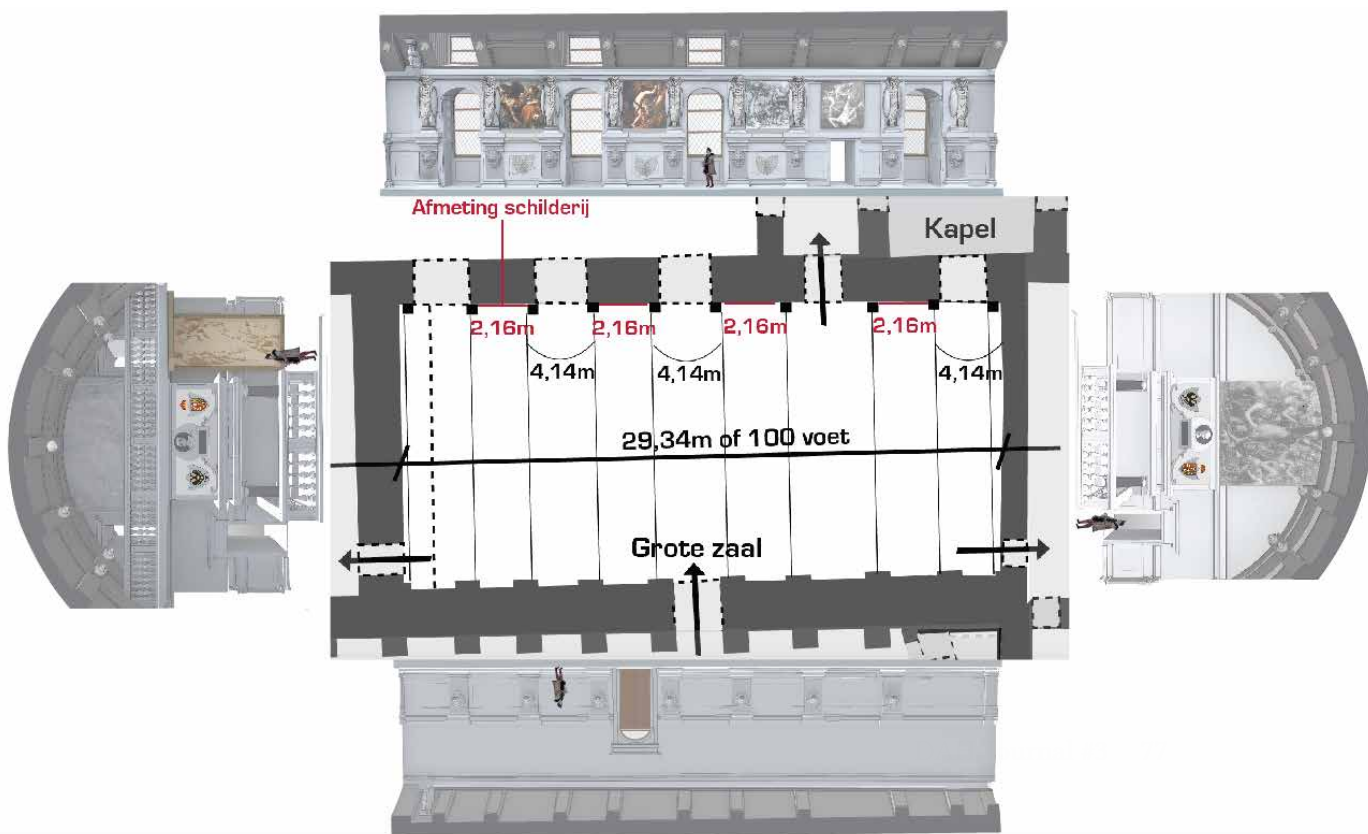 Afmeting schilderij
Kapel
2,16m
2,16m
2,16m
2,16m
4,14m
4,14m
4,14m
29,34m of 100 voet
Grote zaal